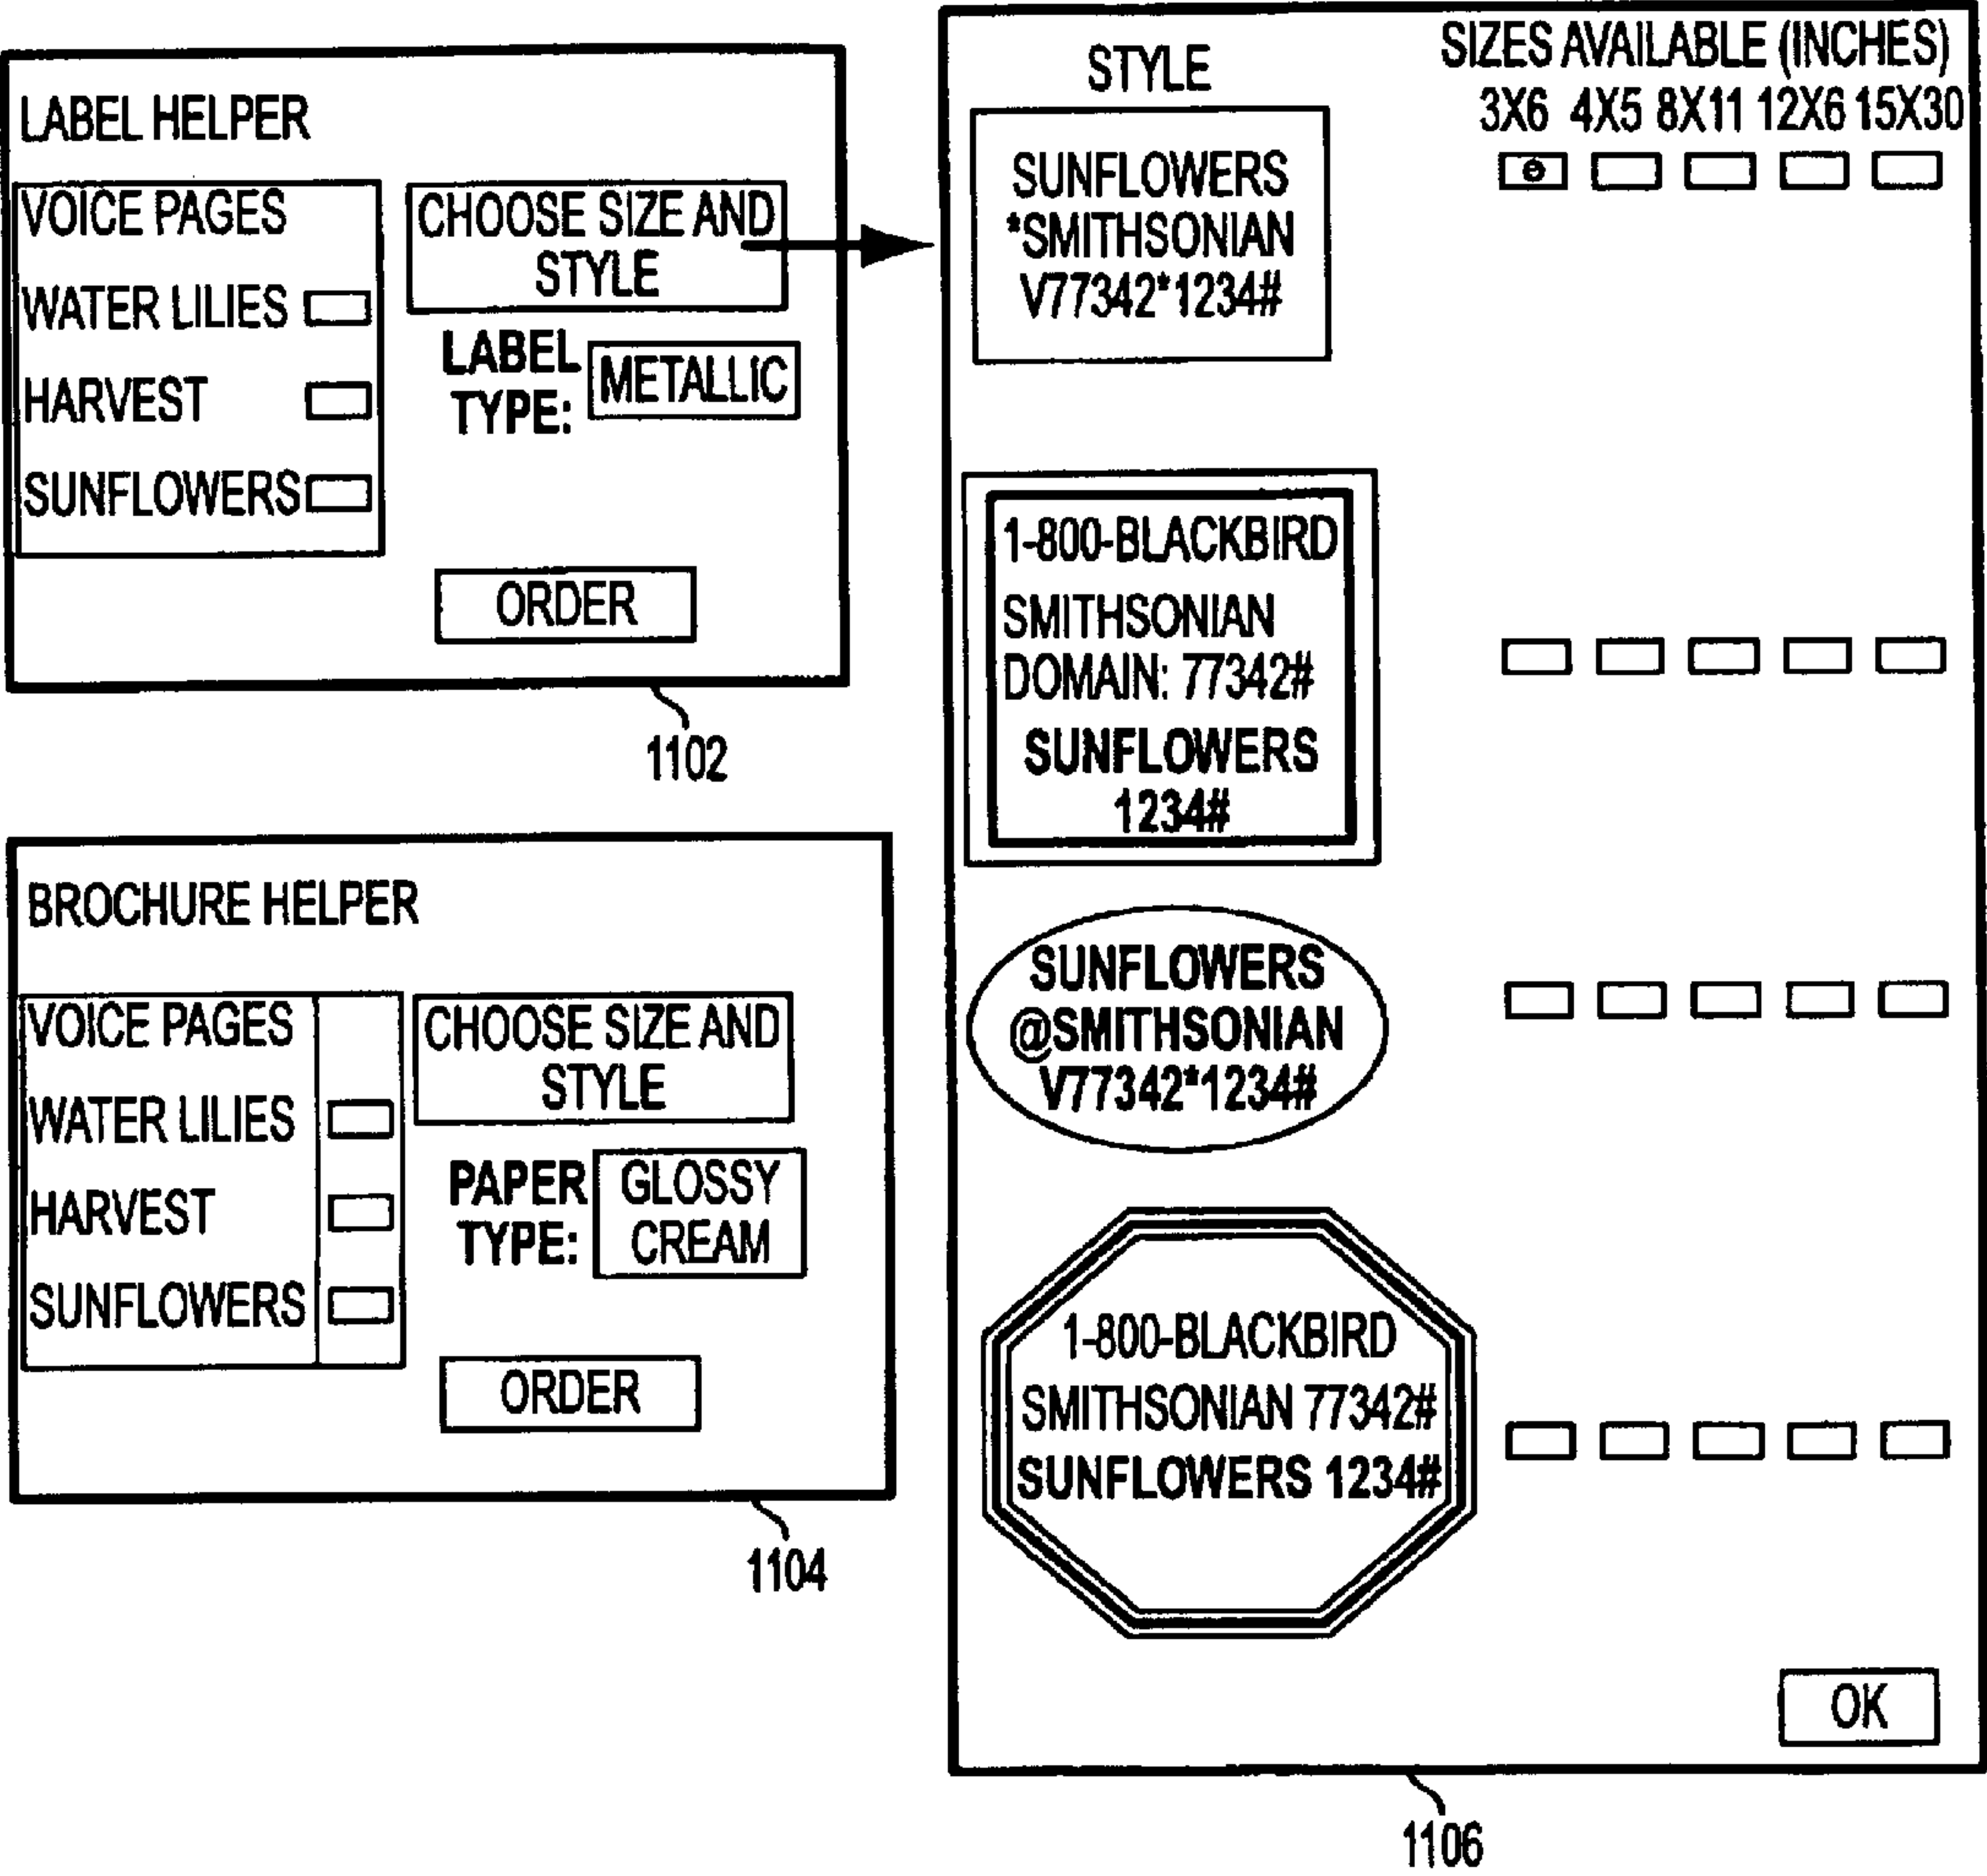 LABEL HELPER
VOICE PAGES
WATER LILIES
HARVEST
SUNFLOWERS
CHOOSE SIZE AND
STYLE
LABEL
TYPE:
METALLIC
ORDER
1102
BROCHURE HELPER
VOICE PAGES
WATER LILIES
HARVEST
SUNFLOWERS
CHOOSE SIZE AND
STYLE
PAPER
TYPE:
GLOSSY
CREAM
ORDER
1104
STYLE
SIZES AVAILABLE (INCHES)
3X6 4X5 8X11 12X6 15X30
SUNFLOWERS
*SMITHSONIAN
V77342*1234#
1-800-BLACKBIRD
SMITHSONIAN
DOMAIN: 77342#
SUNFLOWERS
1234#
SUNFLOWERS
@SMITHSONIAN
V77342*1234#
1-800-BLACKBIRD
SMITHSONIAN 77342#
SUNFLOWERS 1234#
OK
1106